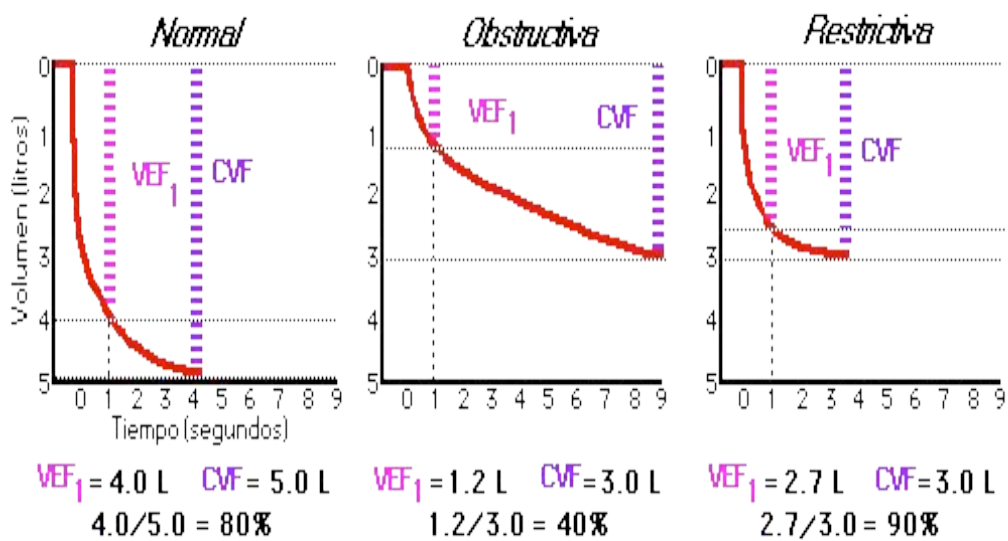 Normal
Obstructiva
Restrictiva
Volumen (litros)
0
1
2
3
4
5
VEF1
CVF
0 1 2 3 4 5 6 7 8 9
Tiempo (segundos)
0
1
2
3
4
5
VEF1
CVF
0 1 2 3 4 5 6 7 8 9
0
1
2
3
4
5
VEF1
CVF
0 1 2 3 4 5 6 7 8 9
VEF1 = 4.0 L CVF = 5.0 L
4.0/5.0 = 80%
VEF1 = 1.2 L CVF = 3.0 L
1.2/3.0 = 40%
VEF1 = 2.7 L CVF = 3.0 L
2.7/3.0 = 90%